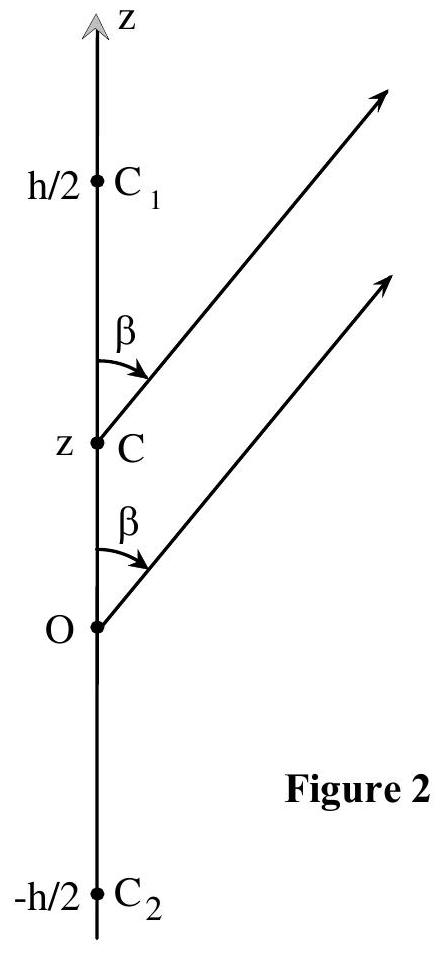 z
h/2 C₁
β
z C
β
O
Figure 2
-h/2 C₂